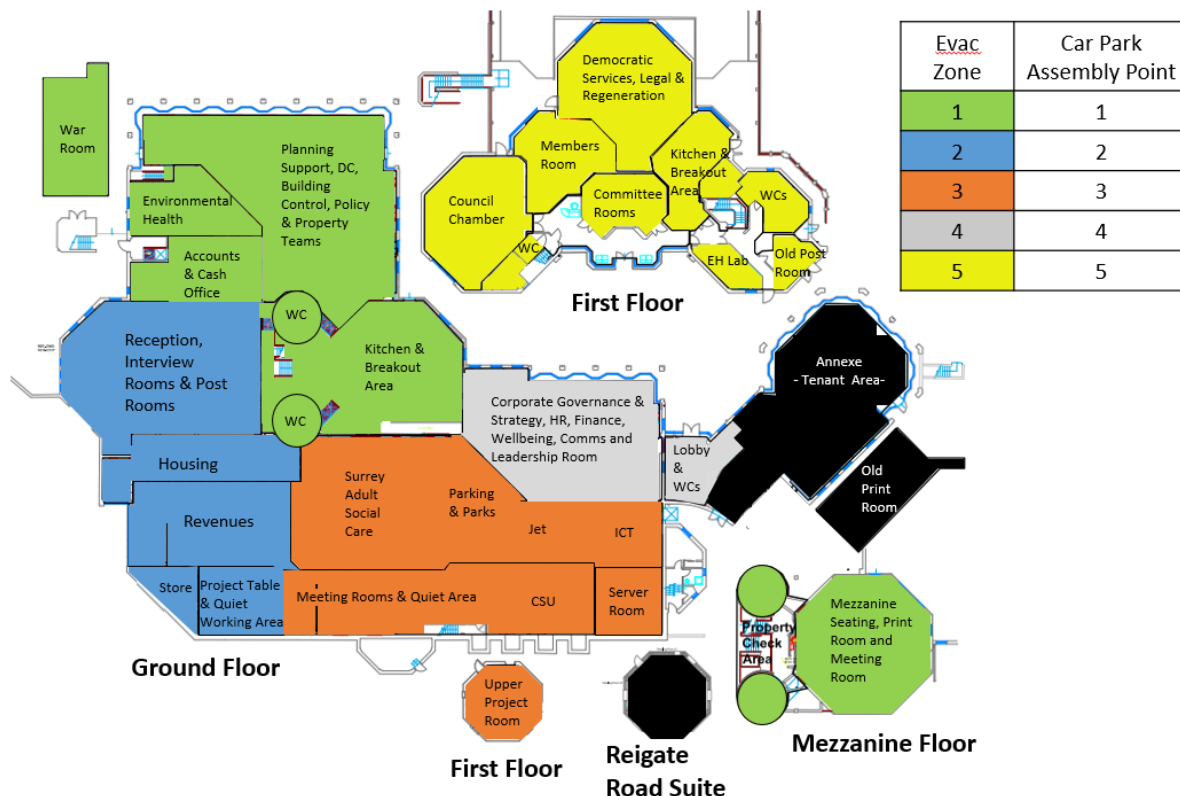 Evac
Zone
Car Park
Assembly Point
1
1
2
2
3
3
4
4
5
5
War
Room
Planning
Support, DC,
Building
Control, Policy
& Property
Teams
Environmental
Health
Accounts
& Cash
Office
WC
Reception,
Interview
Rooms & Post
Rooms
Kitchen &
Breakout
Area
WC
Housing
Revenues
Store
Project Table
& Quiet
Working Area
Surrey
Adult
Social
Care
Parking
& Parks
Jet
ICT
Meeting Rooms & Quiet Area
CSU
Server
Room
Corporate Governance &
Strategy, HR, Finance,
Wellbeing, Comms and
Leadership Room
Lobby
&
WCs
Ground Floor
Democratic
Services, Legal &
Regeneration
Members
Room
Kitchen &
Breakout
Area
Council
Chamber
Committee
Rooms
WCs
WC
EH Lab
Old Post
Room
First Floor
Annexe
- Tenant Area-
Old
Print
Room
Upper
Project
Room
First Floor
Reigate
Road Suite
Property
Check
Area
Mezzanine
Seating, Print
Room and
Meeting
Room
Mezzanine Floor